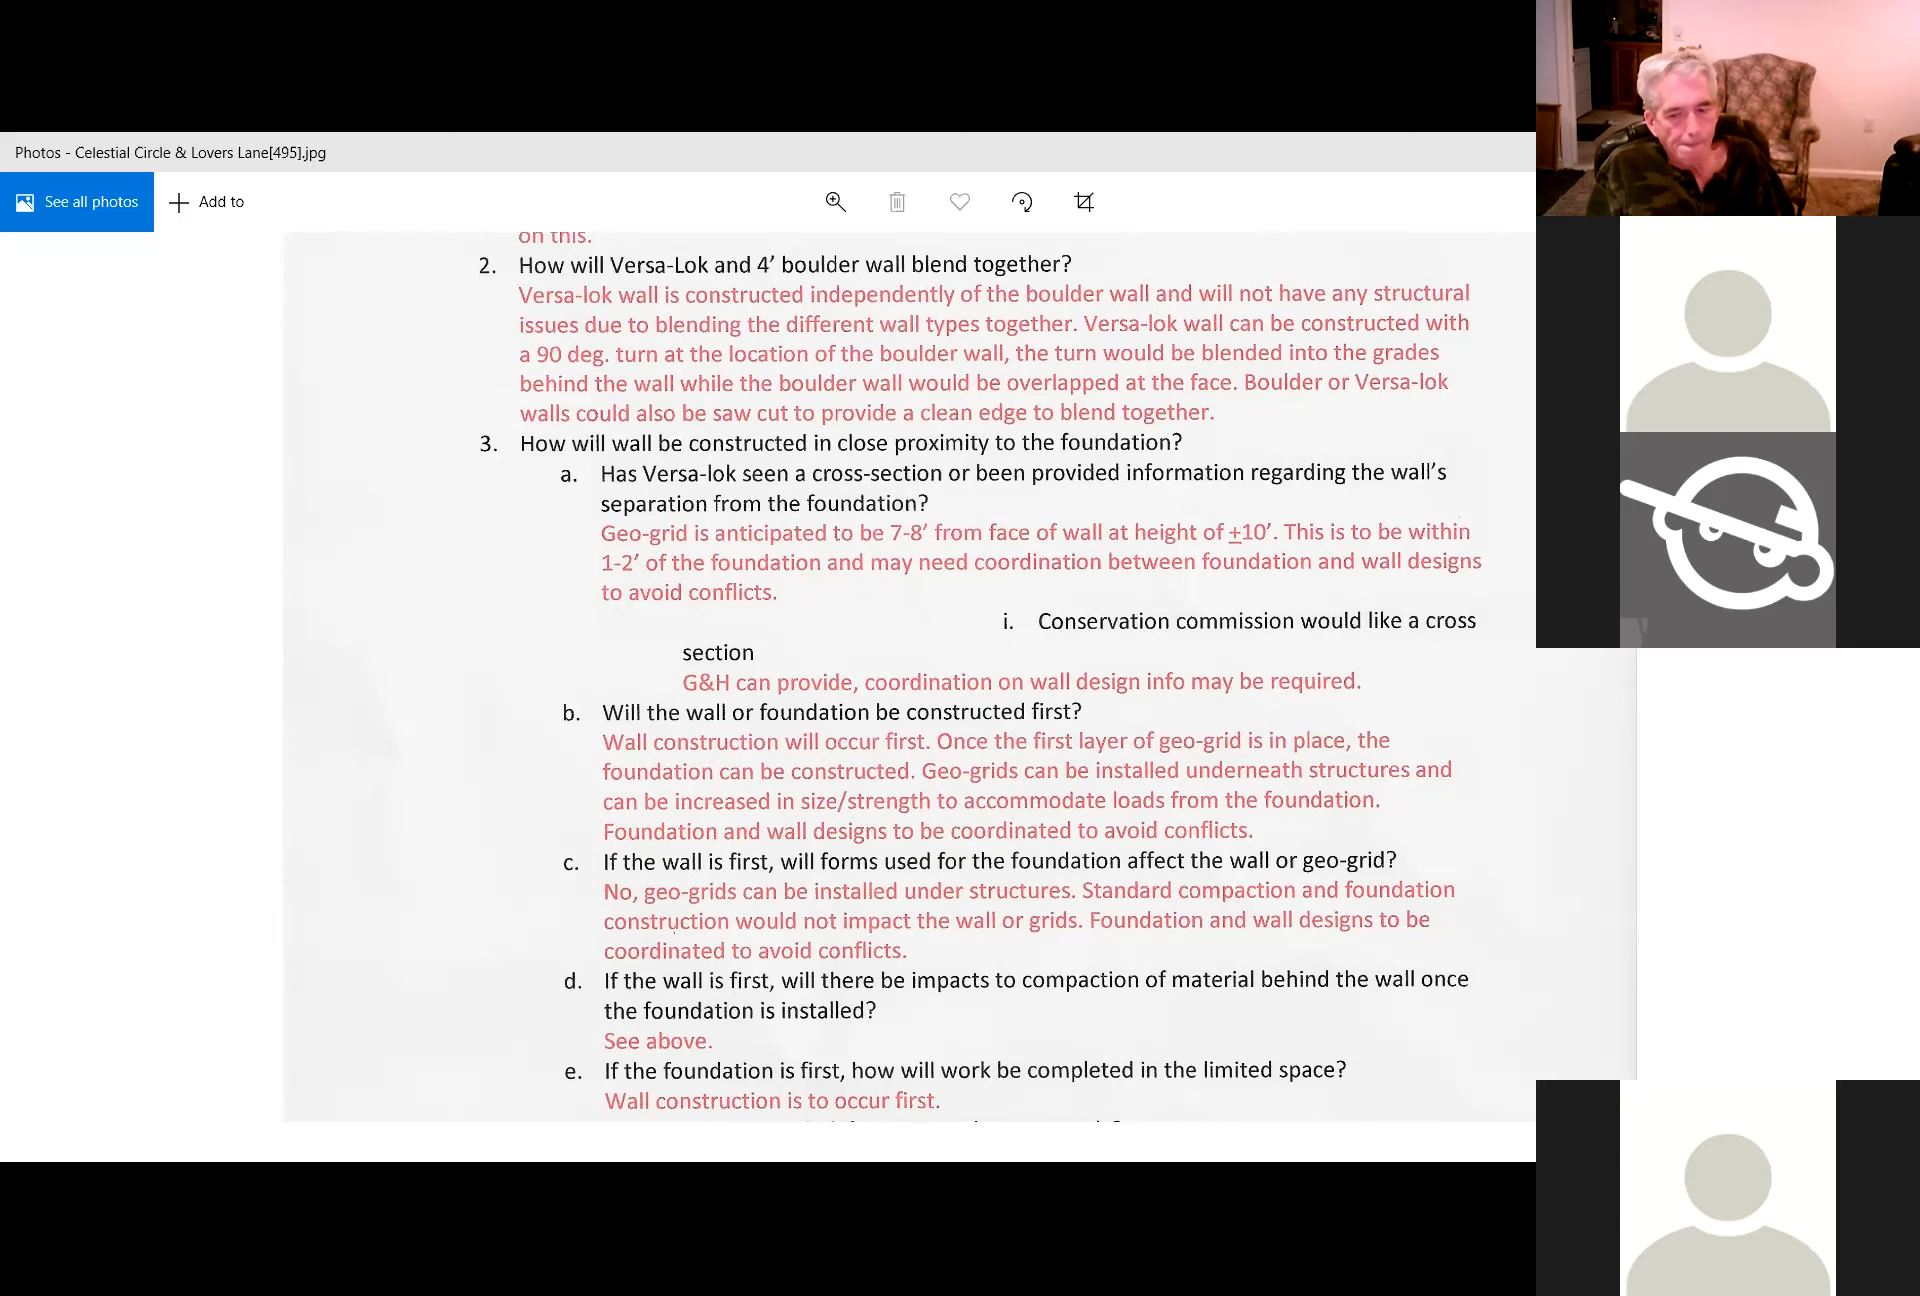 Photos - Celestial Circle & Lovers Lane[495].jpg
See all photos
Add to
on this.
2. How will Versa-Lok and 4' boulder wall blend together?
Versa-lok wall is constructed independently of the boulder wall and will not have any structural
issues due to blending the different wall types together. Versa-lok wall can be constructed with
a 90 deg. turn at the location of the boulder wall, the turn would be blended into the grades
behind the wall while the boulder wall would be overlapped at the face. Boulder or Versa-lok
walls could also be saw cut to provide a clean edge to blend together.
3. How will wall be constructed in close proximity to the foundation?
a. Has Versa-lok seen a cross-section or been provided information regarding the wall's
separation from the foundation?
Geo-grid is anticipated to be 7-8' from face of wall at height of ±10'. This is to be within
1-2' of the foundation and may need coordination between foundation and wall designs
to avoid conflicts.
i. Conservation commission would like a cross
section
G&H can provide, coordination on wall design info may be required.
b. Will the wall or foundation be constructed first?
Wall construction will occur first. Once the first layer of geo-grid is in place, the
foundation can be constructed. Geo-grids can be installed underneath structures and
can be increased in size/strength to accommodate loads from the foundation.
Foundation and wall designs to be coordinated to avoid conflicts.
c. If the wall is first, will forms used for the foundation affect the wall or geo-grid?
No, geo-grids can be installed under structures. Standard compaction and foundation
construction would not impact the wall or grids. Foundation and wall designs to be
coordinated to avoid conflicts.
d. If the wall is first, will there be impacts to compaction of material behind the wall once
the foundation is installed?
See above.
e. If the foundation is first, how will work be completed in the limited space?
Wall construction is to occur first.